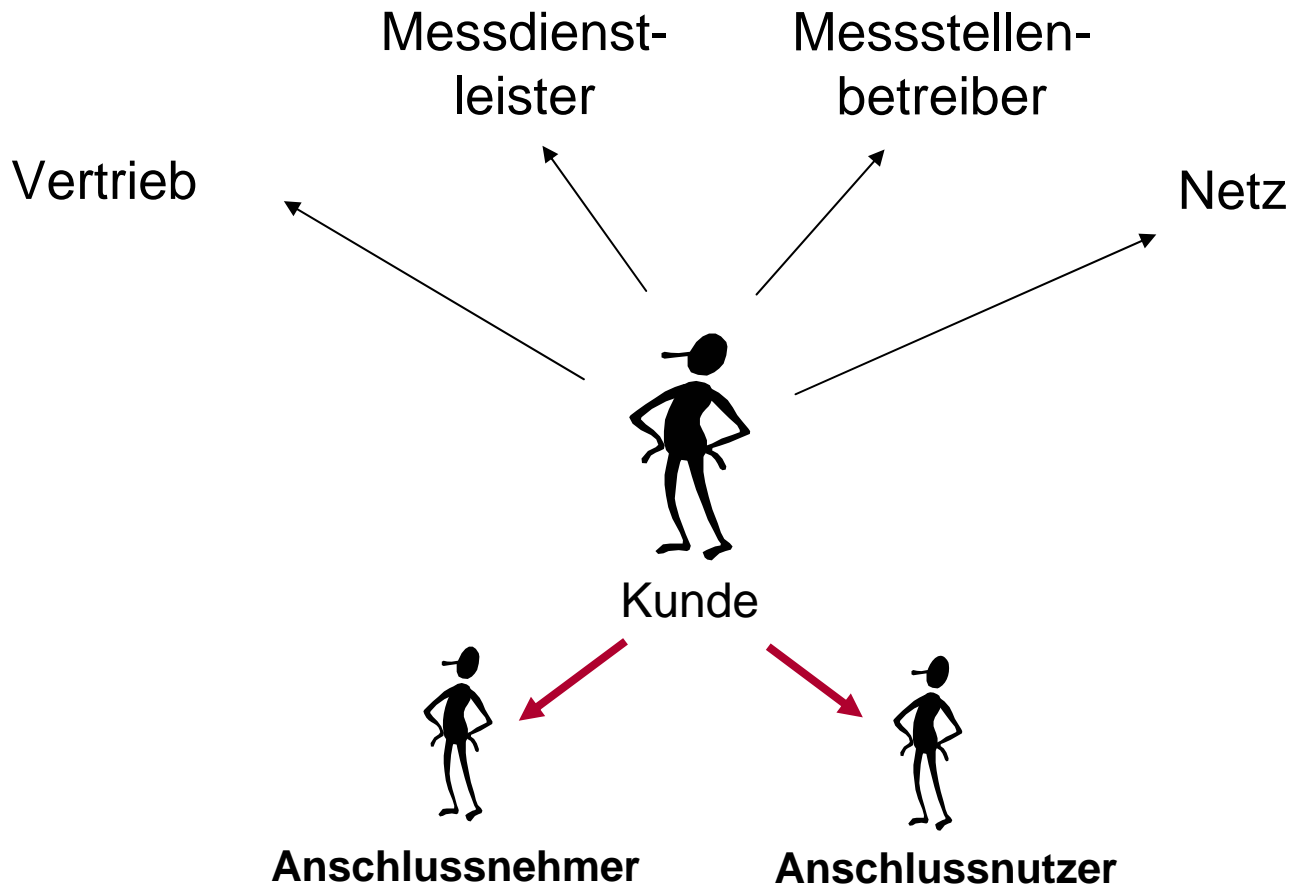 Messdienst-
leister
Messstellen-
betreiber
Vertrieb
Netz
Kunde
Anschlussnehmer
Anschlussnutzer